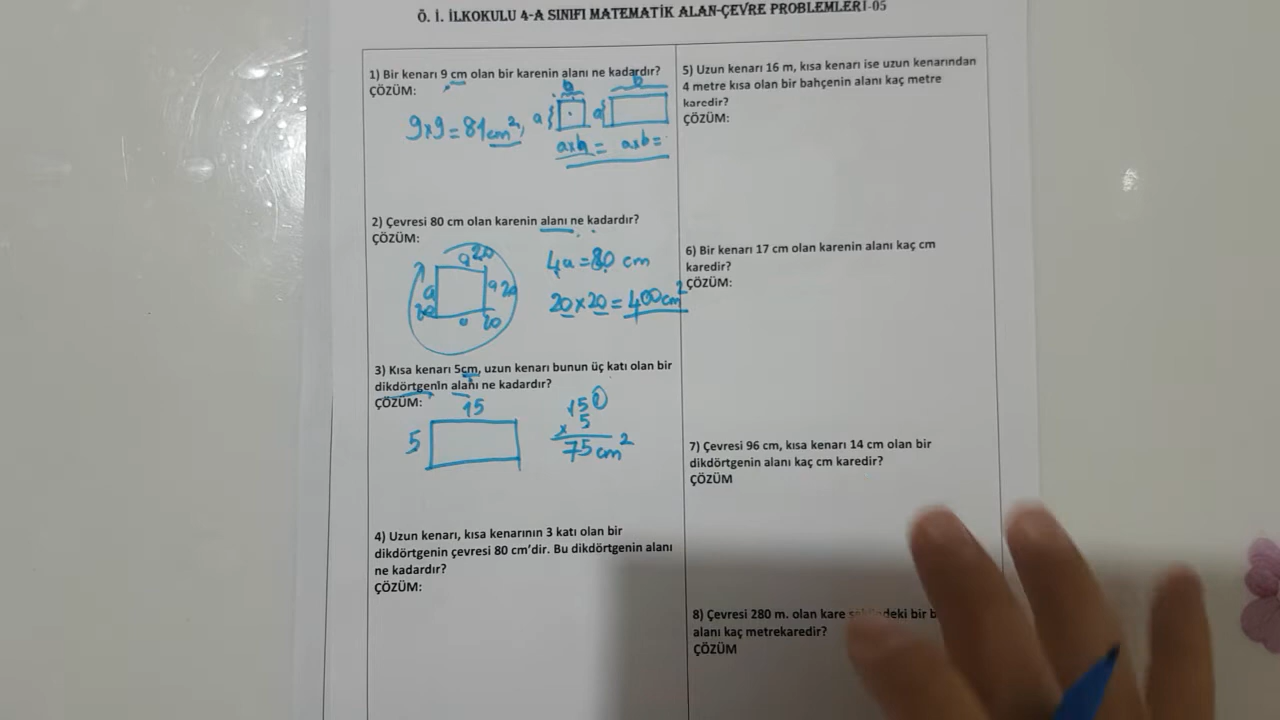 Ö. İ. İLKOKULU 4-A SINIFI MATEMATİK ALAN-ÇEVRE PROBLEMLERİ-05
1) Bir kenarı 9 cm olan bir karenin alanı ne kadardır?
ÇÖZÜM:
9x9=81cm²
a
b
a
axb = axb=
2) Çevresi 80 cm olan karenin alanı ne kadardır?
ÇÖZÜM:
a 20
a 20
a 20
20
4a=80 cm
20x20=400cm²
3) Kısa kenarı 5cm, uzun kenarı bunun üç katı olan bir
dikdörtgenin alanı ne kadardır?
ÇÖZÜM:
15
5
15
x 5
75cm²
4) Uzun kenarı, kısa kenarının 3 katı olan bir
dikdörtgenin çevresi 80 cm'dir. Bu dikdörtgenin alanı
ne kadardır?
ÇÖZÜM:
5) Uzun kenarı 16 m, kısa kenarı ise uzun kenarından
4 metre kısa olan bir bahçenin alanı kaç metre
karedir?
ÇÖZÜM:
6) Bir kenarı 17 cm olan karenin alanı kaç cm
karedir?
ÇÖZÜM:
7) Çevresi 96 cm, kısa kenarı 14 cm olan bir
dikdörtgenin alanı kaç cm karedir?
ÇÖZÜM
8) Çevresi 280 m. olan kare bir
alanı kaç metrekaredir?
ÇÖZÜM